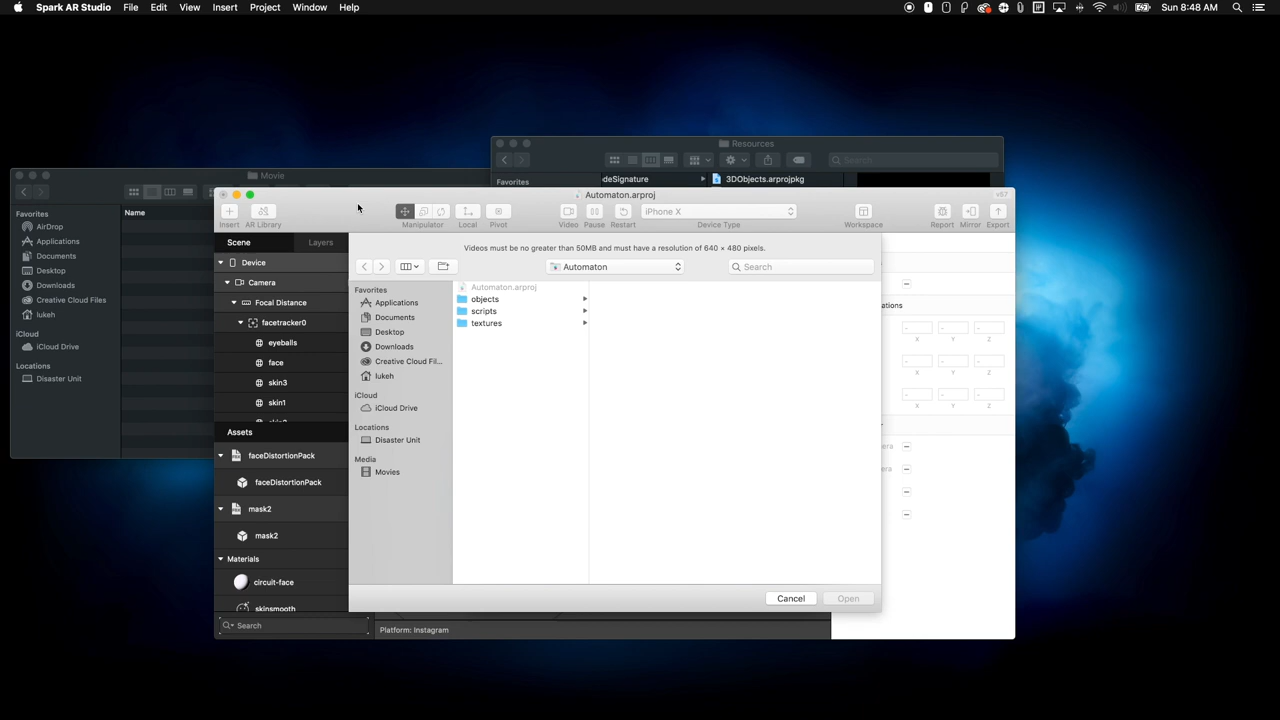 Spark AR Studio File Edit View Insert Project Window Help Sun 8:48 AM
Resources
Search
Favorites
deSignature 3DObjects.arprojpkg
Movie
Favorites
AirDrop
Applications
Documents
Desktop
Downloads
Creative Cloud Files
lukeh
iCloud
iCloud Drive
Locations
Disaster Unit
Name
Automaton.arproj
v67
iPhone X
Insert AR Library Manipulator Local Pivot Video Pause Restart Device Type Workspace Report Mirror Export
Scene Layers
Device
Camera
Focal Distance
facetracker0
eyeballs
face
skin3
skin1
Assets
faceDistortionPack
faceDistortionPack
mask2
mask2
Materials
circuit-face
skinsmooth
Search
Videos must be no greater than 50MB and must have a resolution of 640 × 480 pixels.
Automaton
Search
Favorites
Applications
Documents
Desktop
Downloads
Creative Cloud Fil...
lukeh
iCloud
iCloud Drive
Locations
Disaster Unit
Media
Movies
Automaton.arproj
objects
scripts
textures
Cancel Open
ations
X Y Z
X Y Z
X Y Z
era
era
Platform: Instagram